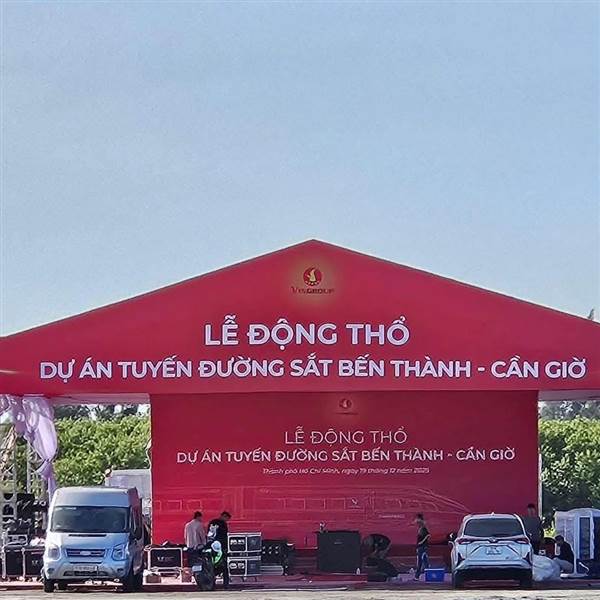 VINGROUP
LỄ ĐỘNG THỔ
DỰ ÁN TUYẾN ĐƯỜNG SẮT BẾN THÀNH - CẦN GIỜ
LỄ ĐỘNG THỔ
DỰ ÁN TUYẾN ĐƯỜNG SẮT BẾN THÀNH - CẦN GIỜ
Thành phố Hồ Chí Minh, ngày 19 tháng 12 năm 2025